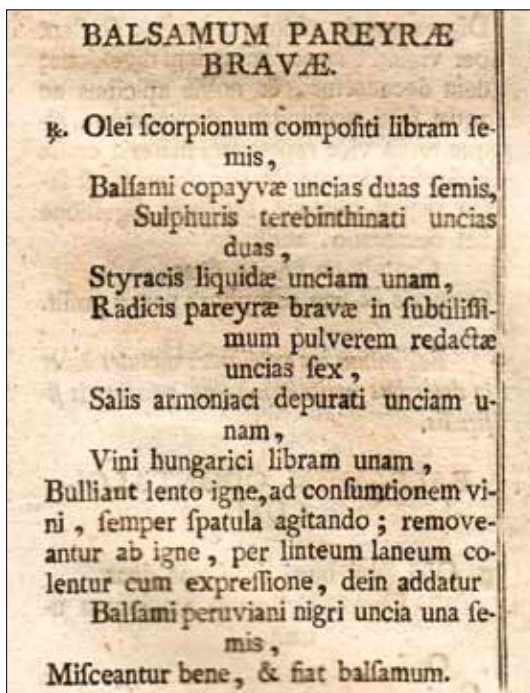 BALSAMUM PAREYRÆ
BRAVÆ.
℞. Olei ſcorpionum compoſiti libram ſe-
mis,
Balſami copayvæ uncias duas ſemis,
Sulphuris terebinthinati uncias
duas,
Styracis liquidæ unciam unam,
Radicis pareyræ bravæ in ſubtiliſſi-
mum pulverem redactæ
uncias ſex,
Salis armoniaci depurati unciam u-
nam,
Vini hungarici libram unam,
Bulliant lento igne, ad conſumtionem vi-
ni, ſemper ſpatula agitando; remove-
antur ab igne, per linteum laneum co-
lentur cum expreſſione, dein addatur
Balſami peruviani nigri uncia una ſe-
mis,
Miſceantur bene, & fiat balſamum.